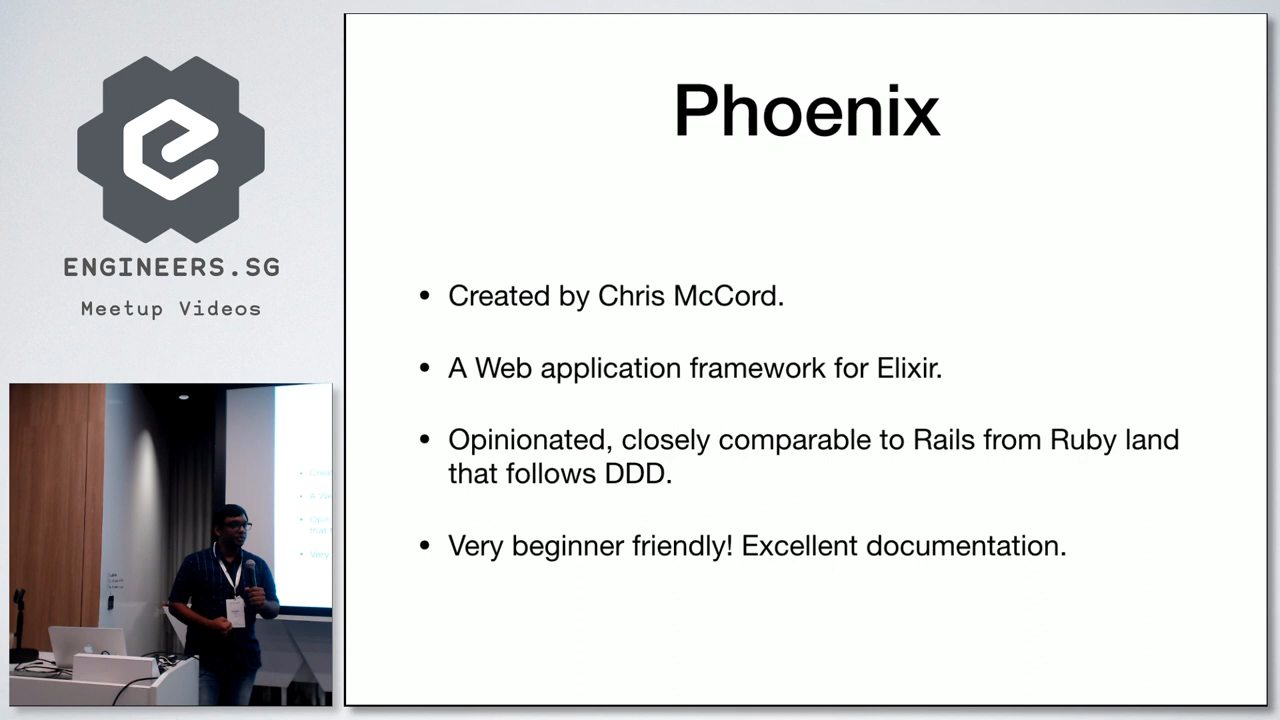 ENGINEERS.SG
Meetup Videos
Phoenix
• Created by Chris McCord.
• A Web application framework for Elixir.
• Opinionated, closely comparable to Rails from Ruby land
that follows DDD.
• Very beginner friendly! Excellent documentation.